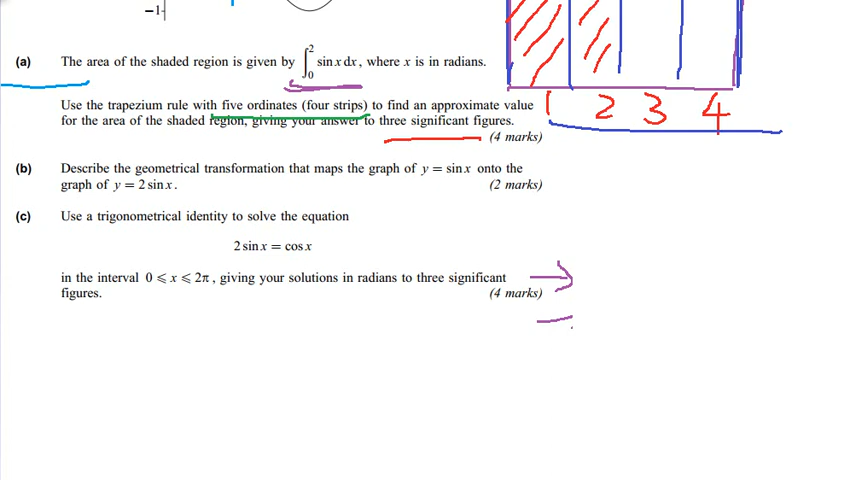 −1
(a) The area of the shaded region is given by ∫₀² sin x dx, where x is in radians.
Use the trapezium rule with five ordinates (four strips) to find an approximate value
for the area of the shaded region, giving your answer to three significant figures.
(4 marks)
1 2 3 4
(b) Describe the geometrical transformation that maps the graph of y = sin x onto the
graph of y = 2 sin x. (2 marks)
(c) Use a trigonometrical identity to solve the equation
2 sin x = cos x
in the interval 0 ⩽ x ⩽ 2π, giving your solutions in radians to three significant
figures. (4 marks)